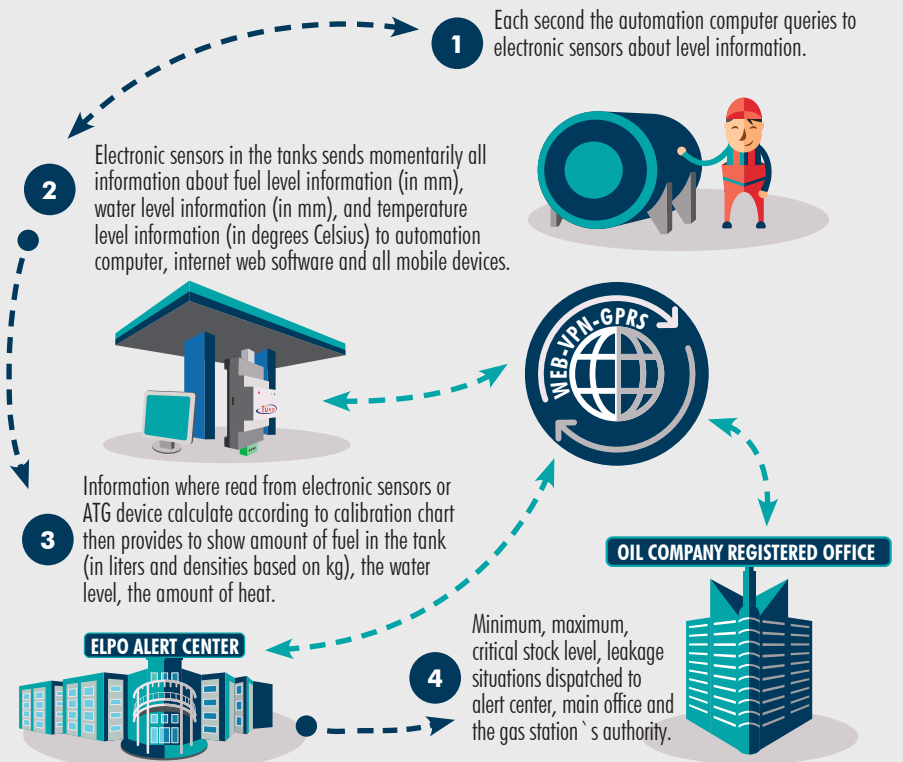 1
Each second the automation computer queries to
electronic sensors about level information.
2
Electronic sensors in the tanks sends momentarily all
information about fuel level information (in mm),
water level information (in mm), and temperature
level information (in degrees Celsius) to automation
computer, internet web software and all mobile devices.
WEB-VPN-GPRS
3
Information where read from electronic sensors or
ATG device calculate according to calibration chart
then provides to show amount of fuel in the tank
(in liters and densities based on kg), the water
level, the amount of heat.
OIL COMPANY REGISTERED OFFICE
ELPO ALERT CENTER
4
Minimum, maximum,
critical stock level, leakage
situations dispatched to
alert center, main office and
the gas station `s authority.